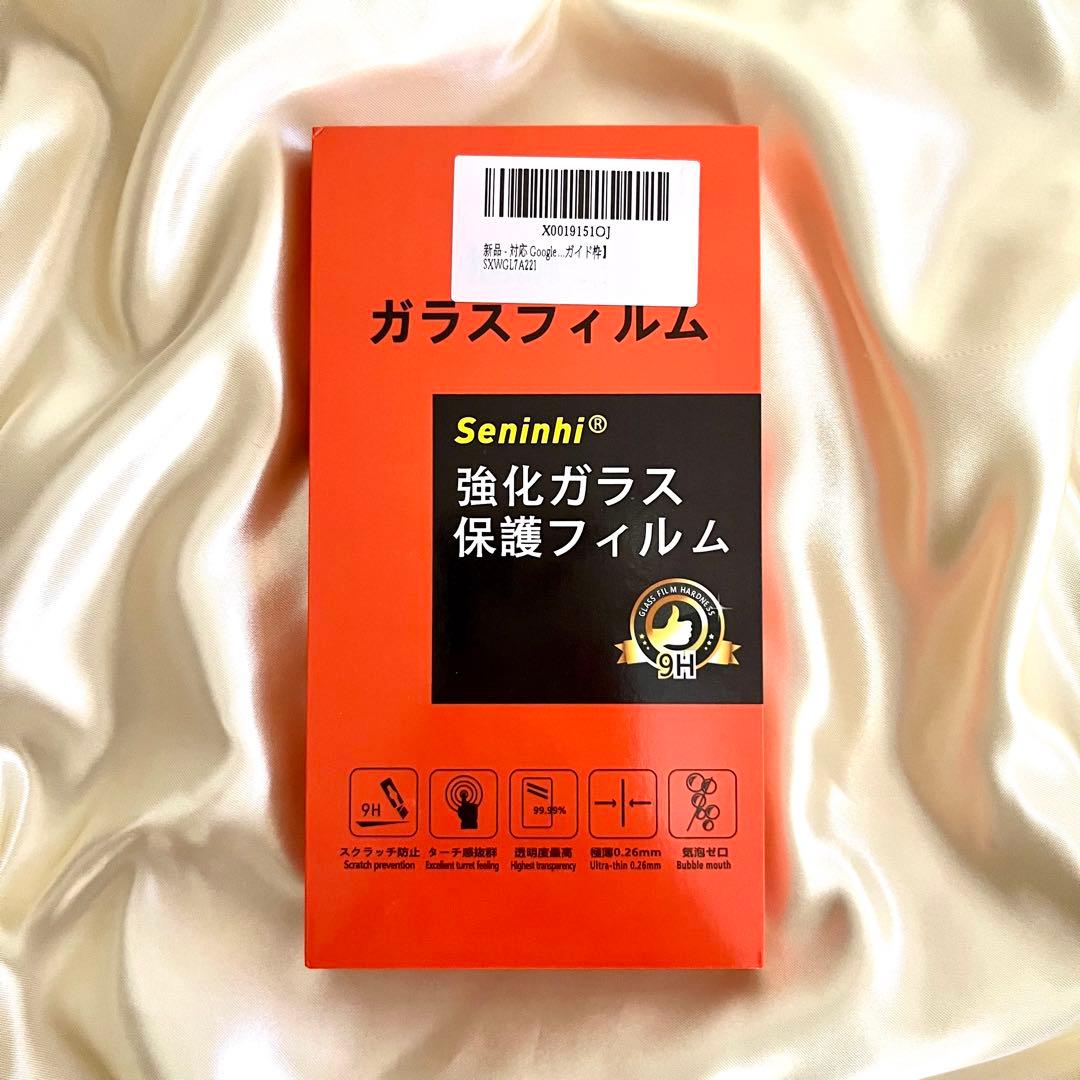 X0019151OJ
新品 - 対応 Google...ガイド枠】
SXWGL7A221
ガラスフィルム
Seninhi®
強化ガラス
保護フィルム
GLASS FILM HARDNESS
9H
9H
99.99%
スクラッチ防止 ターチ感抜群 透明度最高 極薄0.26mm 気泡ゼロ
Scratch prevention Excellent turret feeling Highest transparency Ultra-thin 0.26mm Bubble mouth